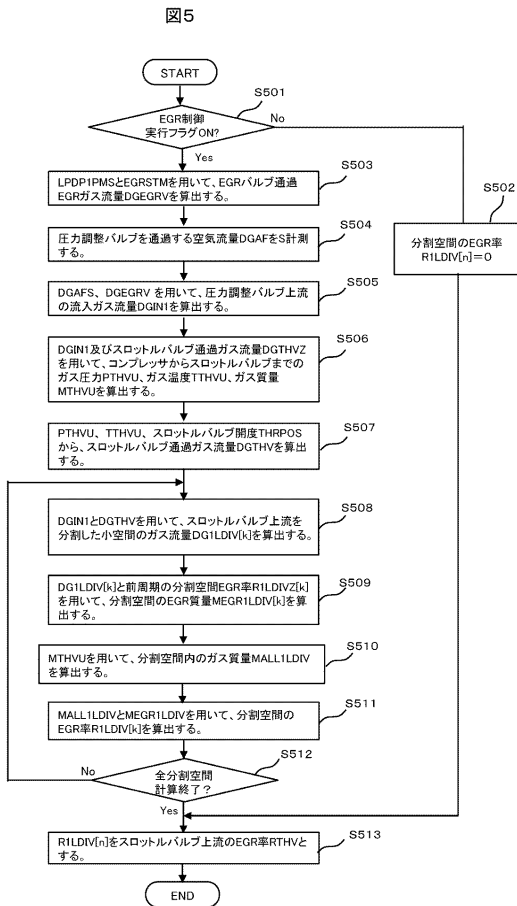 図5
START
S501
EGR制御
実行フラグON?
No
Yes
S503
LPDP1PMSとEGRSTMを用いて、EGRバルブ通過
EGRガス流量DGEGRVを算出する。
S502
分割空間のEGR率
R1LDIV[n]=0
S504
圧力調整バルブを通過する空気流量DGAFをS計測
する。
S505
DGAFS、DGEGRV を用いて、圧力調整バルブ上流
の流入ガス流量DGIN1を算出する。
S506
DGIN1及びスロットルバルブ通過ガス流量DGTHVZ
を用いて、コンプレッサからスロットルバルブまでの
ガス圧力PTHVU、ガス温度TTHVU、ガス質量
MTHVUを算出する。
S507
PTHVU、TTHVU、スロットルバルブ開度THRPOS
から、スロットルバルブ通過ガス流量DGTHVを算出
する。
S508
DGIN1とDGTHVを用いて、スロットルバルブ上流を
分割した小空間のガス流量DG1LDIV[k]を算出する。
S509
DG1LDIV[k]と前周期の分割空間EGR率R1LDIVZ[k]
を用いて、分割空間のEGR質量MEGR1LDIV[k]を算
出する。
S510
MTHVUを用いて、分割空間内のガス質量MALL1LDIV
を算出する。
S511
MALL1LDIVとMEGR1LDIVを用いて、分割空間の
EGR率R1LDIV[k]を算出する。
S512
No
全分割空間
計算終了？
Yes
S513
R1LDIV[n]をスロットルバルブ上流のEGR率RTHVと
する。
END